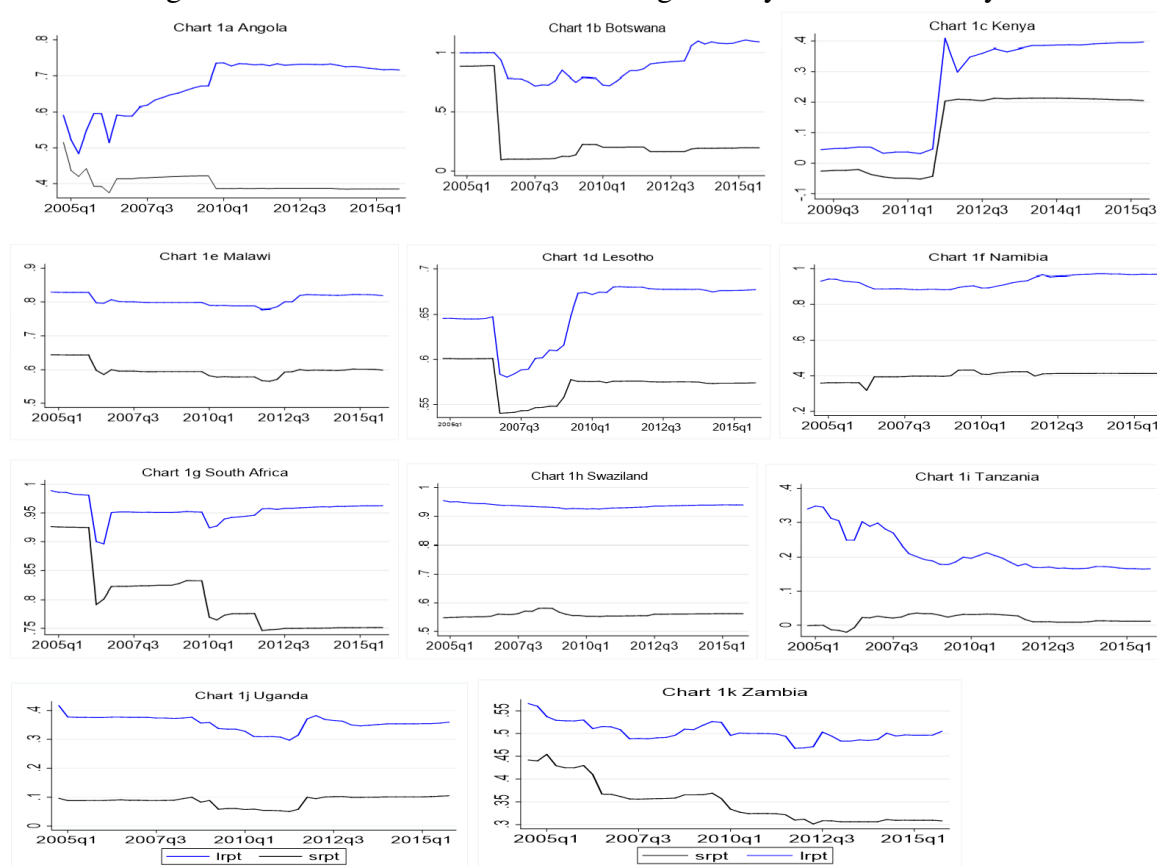 Chart 1a Angola
.8
.7
.6
.5
.4
2005q1 2007q3 2010q1 2012q3 2015q1
Chart 1b Botswana
1
.5
0
2005q1 2007q3 2010q1 2012q3 2015q1
Chart 1c Kenya
.4
.3
.2
.1
0
-.1
2009q3 2011q1 2012q3 2014q1 2015q3
Chart 1e Malawi
.9
.8
.7
.6
.5
2005q1 2007q3 2010q1 2012q3 2015q1
Chart 1d Lesotho
.7
.65
.6
.55
2007q3 2010q1 2012q3 2015q1
Chart 1f Namibia
1
.8
.6
.4
.2
2005q1 2007q3 2010q1 2012q3 2015q1
Chart 1g South Africa
1
.95
.9
.85
.8
.75
2005q1 2007q3 2010q1 2012q3 2015q1
Chart 1h Swaziland
1
.9
.8
.7
.6
.5
2005q1 2007q3 2010q1 2012q3 2015q1
Chart 1i Tanzania
.4
.3
.2
.1
0
2005q1 2007q3 2010q1 2012q3 2015q1
Chart 1j Uganda
.4
.3
.2
.1
0
2005q1 2007q3 2010q1 2012q3 2015q1
lrpt srpt
Chart 1k Zambia
.55
.5
.45
.4
.35
.3
2005q1 2007q3 2010q1 2012q3 2015q1
srpt lrpt